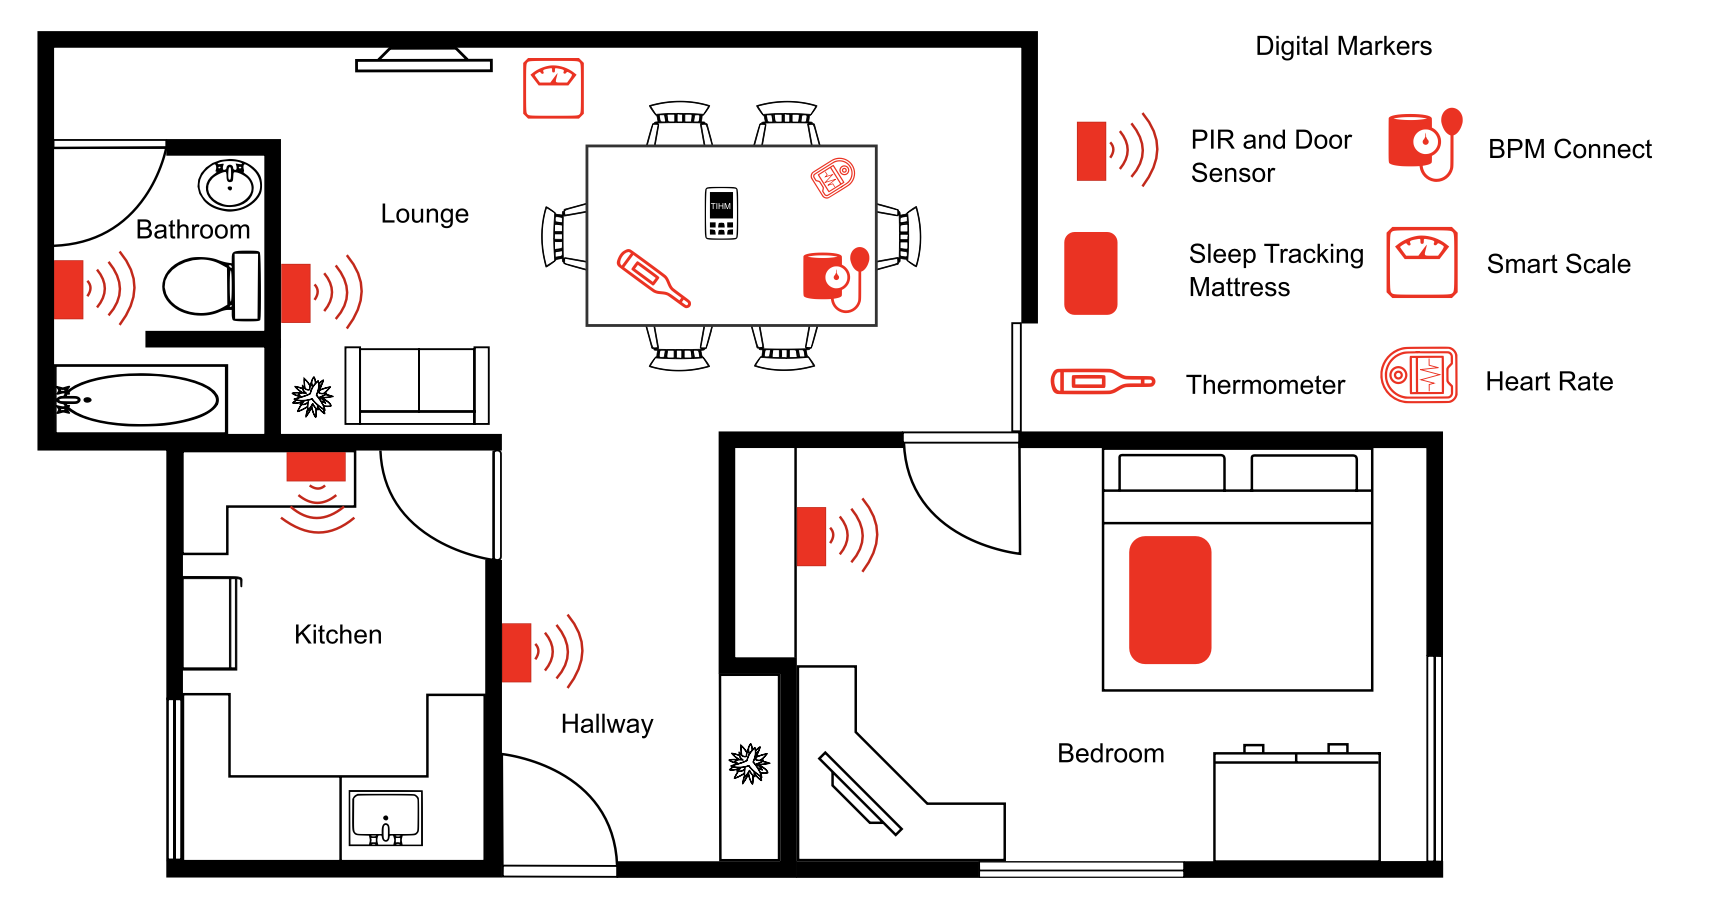 Digital Markers
PIR and Door
Sensor
BPM Connect
Sleep Tracking
Mattress
Smart Scale
Thermometer
Heart Rate
Lounge
Bathroom
TIHM
Kitchen
Hallway
Bedroom